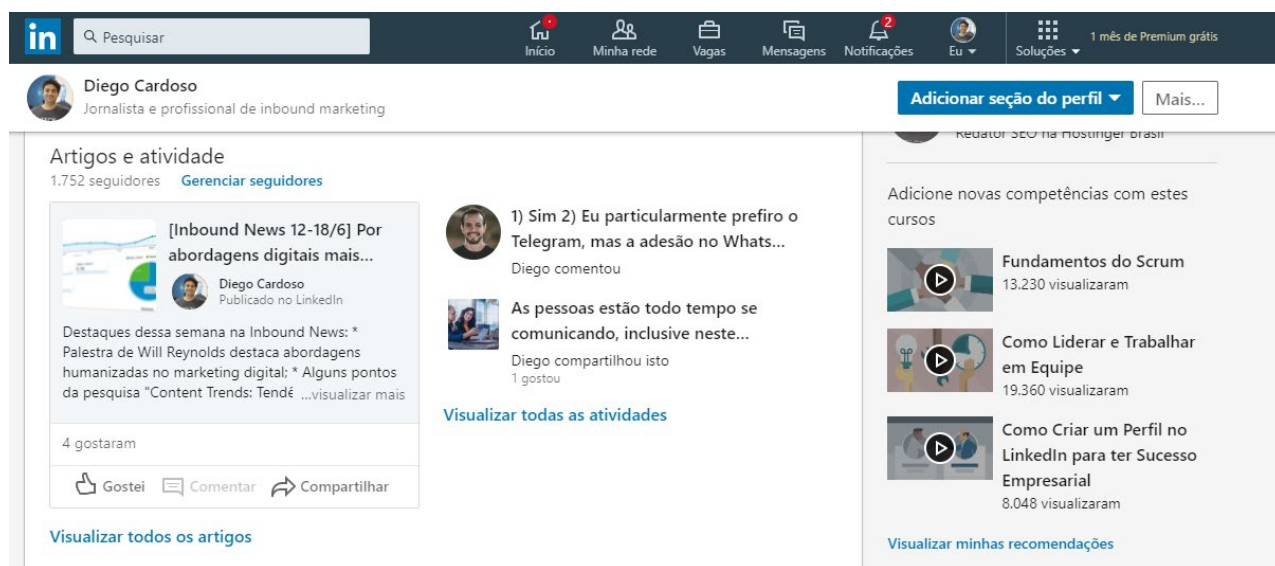 in
Pesquisar
Início
Minha rede
Vagas
Mensagens
2
Notificações
Eu
Soluções
1 mês de Premium grátis
Diego Cardoso
Jornalista e profissional de inbound marketing
Adicionar seção do perfil
Mais...
Artigos e atividade
1.752 seguidores Gerenciar seguidores
[Inbound News 12-18/6] Por
abordagens digitais mais...
Diego Cardoso
Publicado no LinkedIn
Destaques dessa semana na Inbound News: *
Palestra de Will Reynolds destaca abordagens
humanizadas no marketing digital; * Alguns pontos
da pesquisa "Content Trends: Tendê ...visualizar mais
4 gostaram
Gostei Comentar Compartilhar
Visualizar todos os artigos
1) Sim 2) Eu particularmente prefiro o
Telegram, mas a adesão no Whats...
Diego comentou
As pessoas estão todo tempo se
comunicando, inclusive neste...
Diego compartilhou isto
1 gostou
Visualizar todas as atividades
Redator SEO na Hostinger Brasil
Adicione novas competências com estes
cursos
Fundamentos do Scrum
13.230 visualizaram
Como Liderar e Trabalhar
em Equipe
19.360 visualizaram
Como Criar um Perfil no
LinkedIn para ter Sucesso
Empresarial
8.048 visualizaram
Visualizar minhas recomendações